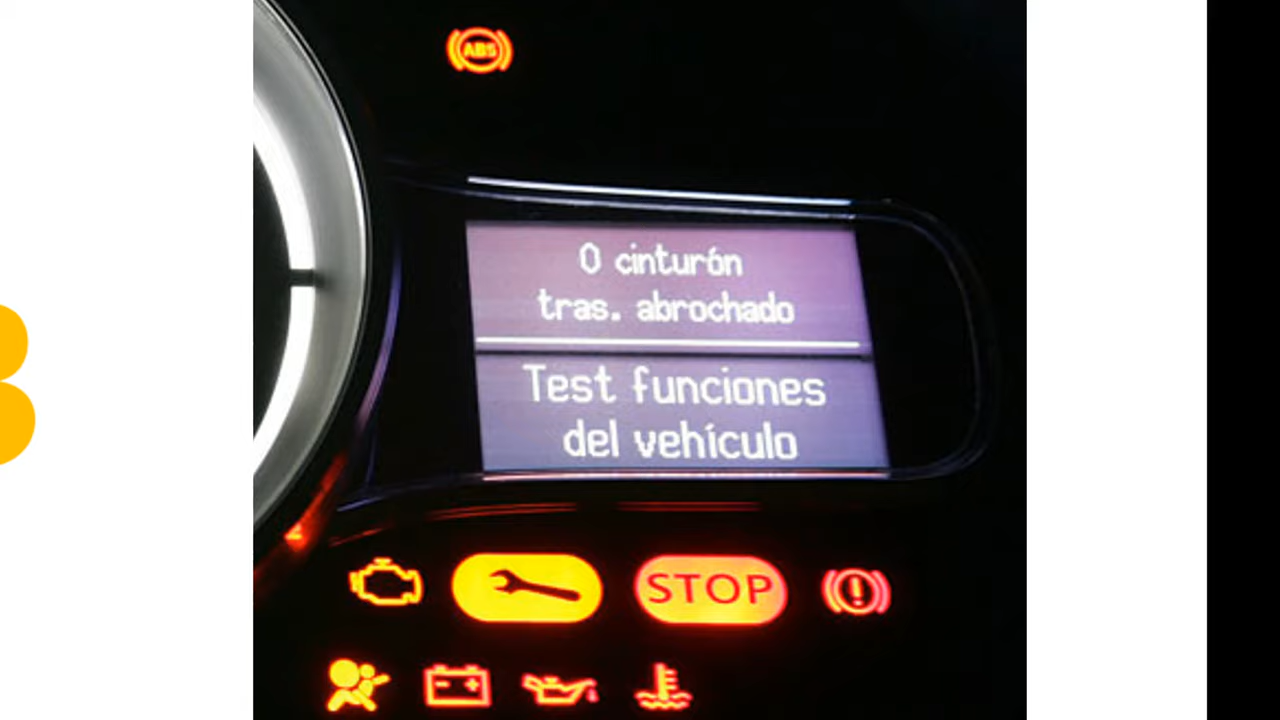 ABS
0 cinturón
tras. abrochado
Test funciones
del vehículo
STOP